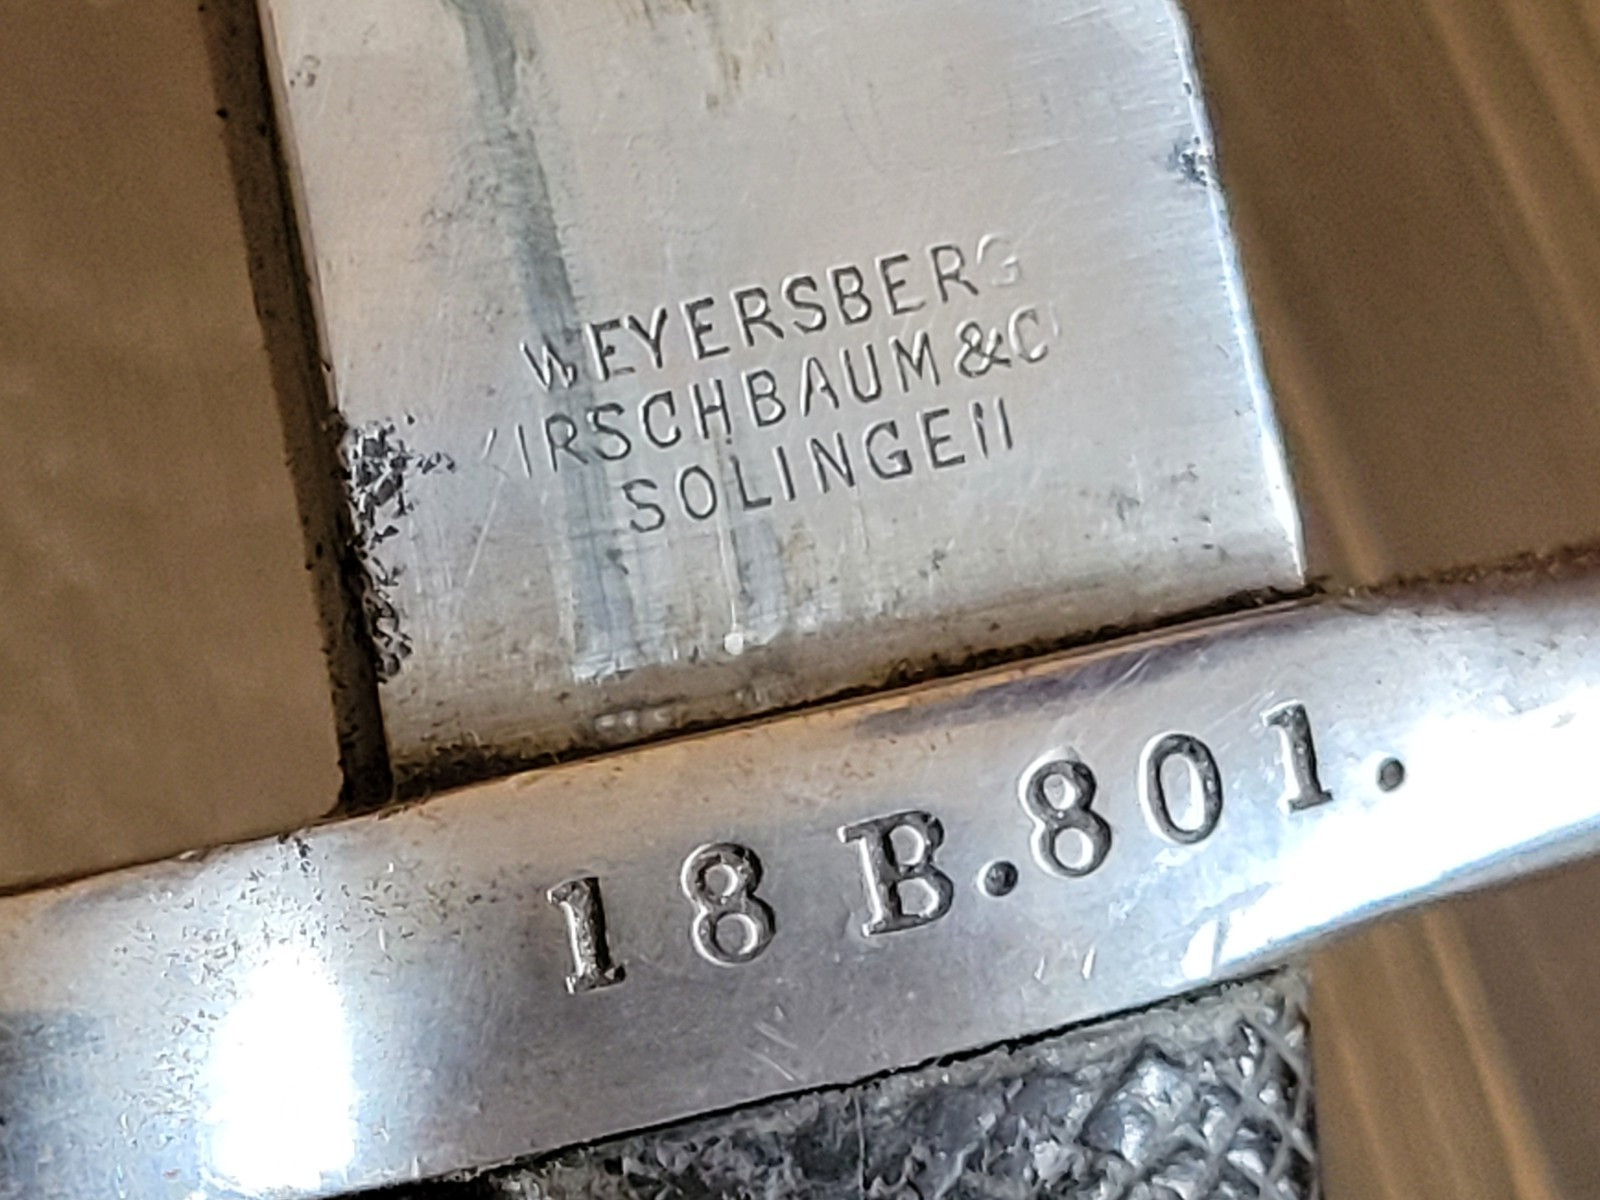 WEYERSBERG
KIRSCHBAUM & C
SOLINGEN
18 B. 801.